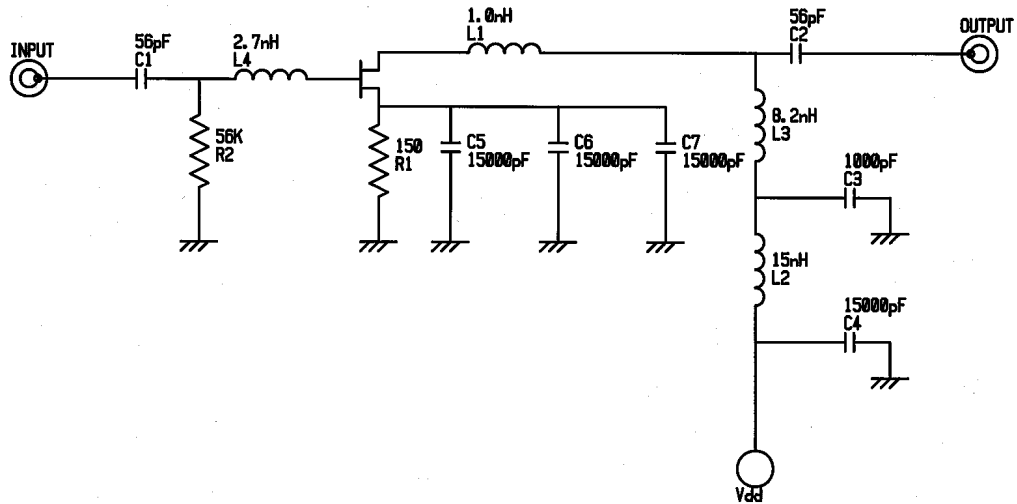 INPUT
56pF
C1
2.7nH
L4
1.0nH
L1
56pF
C2
OUTPUT
56K
R2
150
R1
C5
15000pF
C6
15000pF
C7
15000pF
8.2nH
L3
1000pF
C3
15nH
L2
15000pF
C4
Vdd